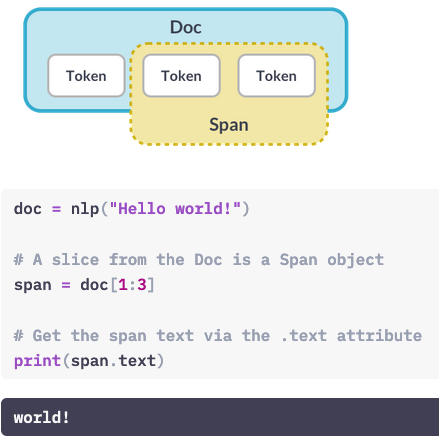 Doc
Token Token Token
Span
doc = nlp("Hello world!")
# A slice from the Doc is a Span object
span = doc[1:3]
# Get the span text via the .text attribute
print(span.text)
world!